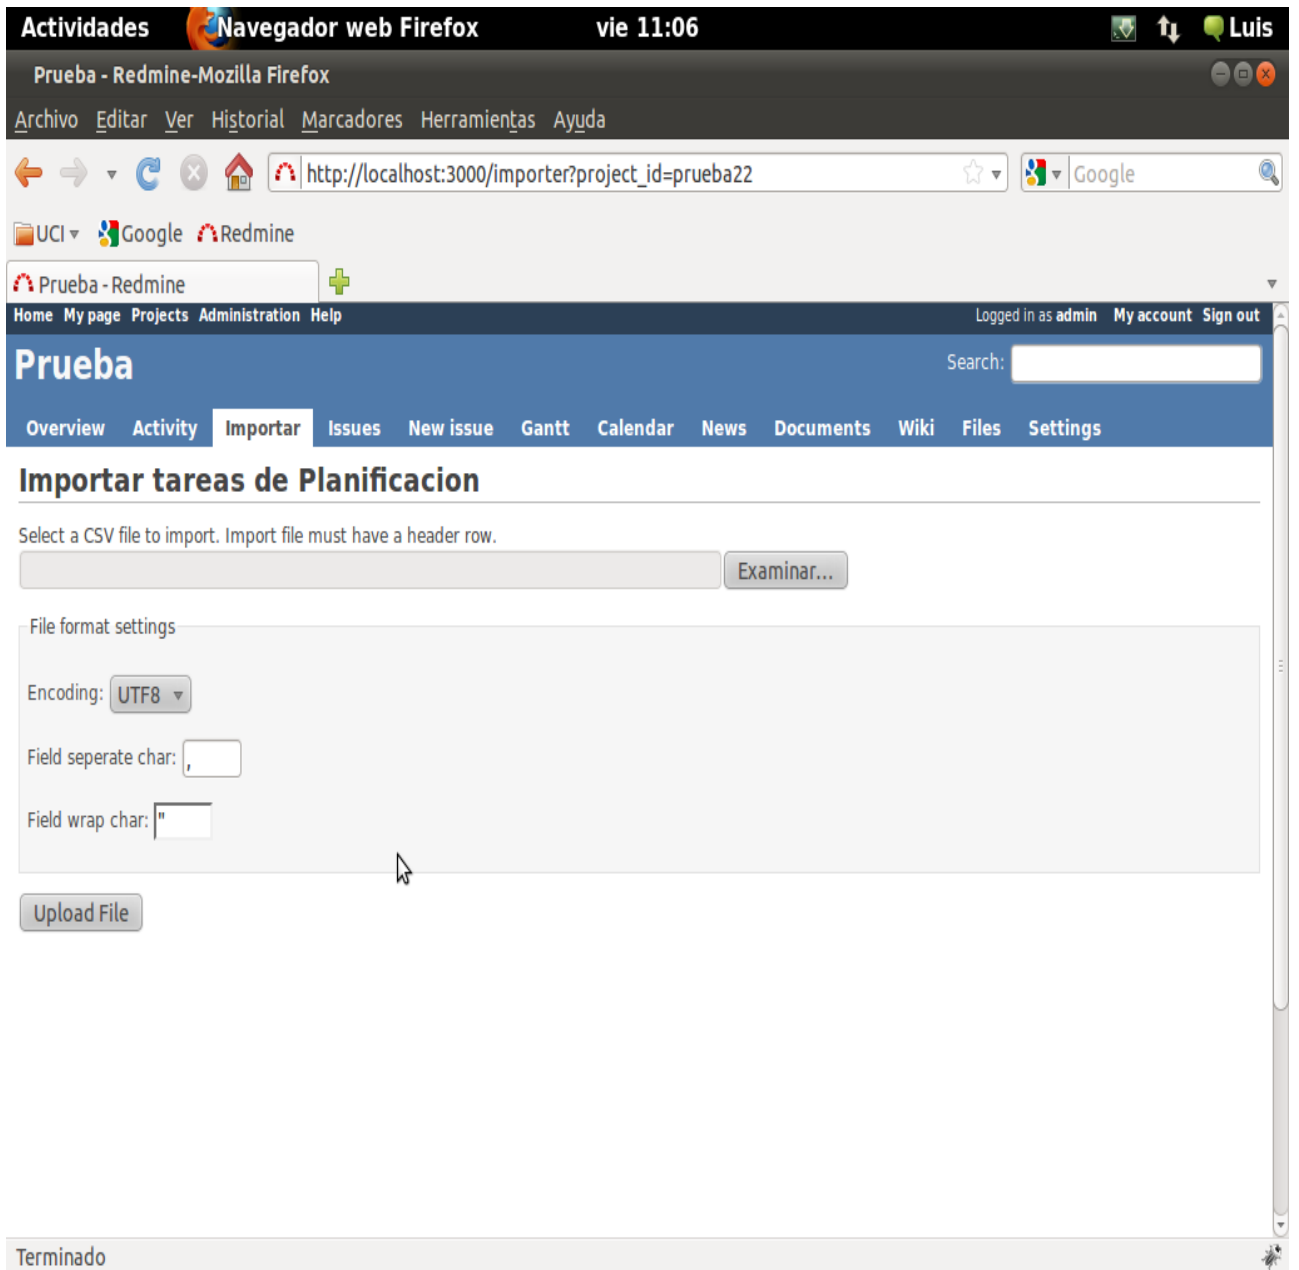 Actividades Navegador web Firefox vie 11:06 Luis
Prueba - Redmine-Mozilla Firefox
Archivo Editar Ver Historial Marcadores Herramientas Ayuda
http://localhost:3000/importer?project_id=prueba22 Google
UCI Google Redmine
Prueba - Redmine
Home My page Projects Administration Help Logged in as admin My account Sign out
Prueba Search:
Overview Activity Importar Issues New issue Gantt Calendar News Documents Wiki Files Settings
Importar tareas de Planificacion
Select a CSV file to import. Import file must have a header row.
Examinar...
File format settings
Encoding: UTF8
Field seperate char: ,
Field wrap char: "
Upload File
Terminado